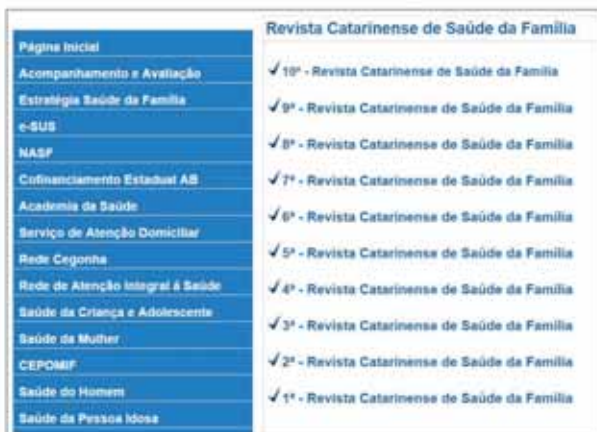 Página Inicial
Acompanhamento e Avaliação
Estratégia Saúde da Família
e-SUS
NASF
Cofinanciamento Estadual AB
Academia da Saúde
Serviço de Atenção Domiciliar
Rede Cegonha
Rede de Atenção Integral á Saúde
Saúde da Criança e Adolescente
Saúde da Mulher
CEPOMIF
Saúde do Homem
Saúde da Pessoa Idosa
Revista Catarinense de Saúde da Família
10ª - Revista Catarinense de Saúde da Família
9ª - Revista Catarinense de Saúde da Família
8ª - Revista Catarinense de Saúde da Família
7ª - Revista Catarinense de Saúde da Família
6ª - Revista Catarinense de Saúde da Família
5ª - Revista Catarinense de Saúde da Família
4ª - Revista Catarinense de Saúde da Família
3ª - Revista Catarinense de Saúde da Família
2ª - Revista Catarinense de Saúde da Família
1ª - Revista Catarinense de Saúde da Família